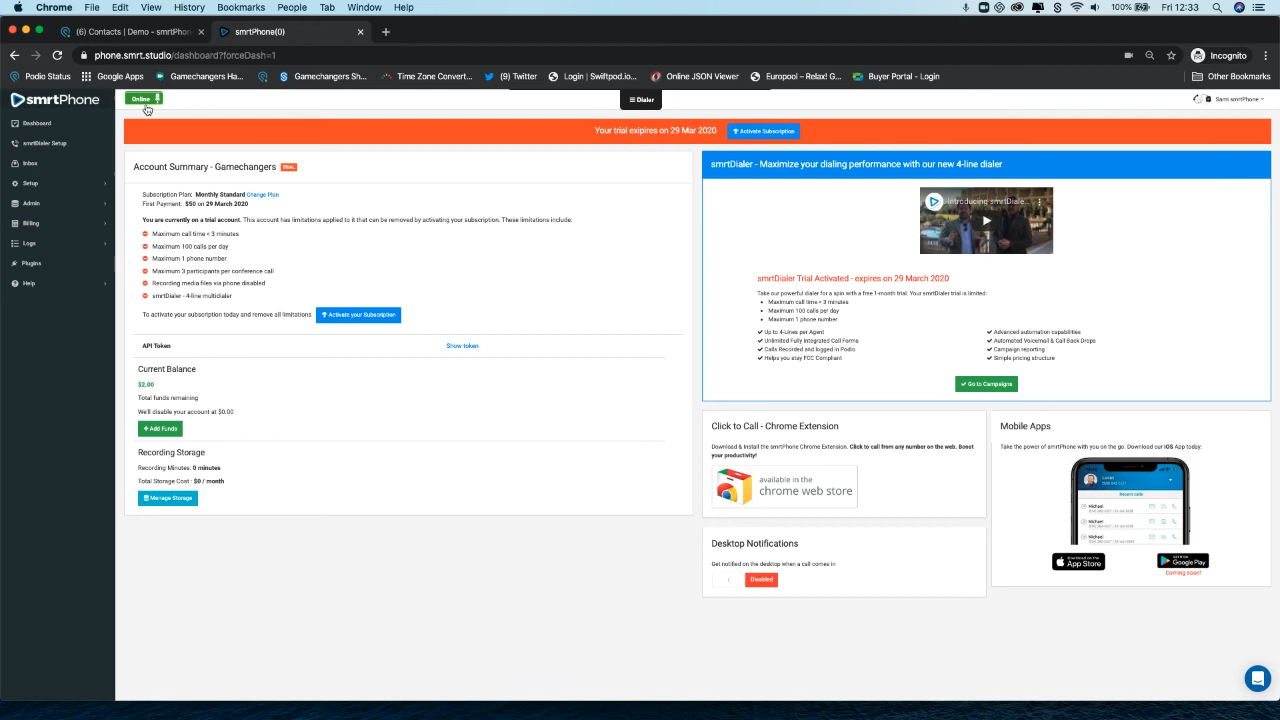 Chrome File Edit View History Bookmarks People Tab Window Help
Fri 12:33
(6) Contacts | Demo - smrtPhon
smrtPhone(0)
phone.smrt.studio/dashboard?forceDash=1
Incognito
Podio Status
Google Apps
Gamechangers Ha...
Gamechangers Sh...
Time Zone Convert...
(9) Twitter
Login | Swiftpod.io...
Online JSON Viewer
Europool – Relax! G...
Buyer Portal - Login
Other Bookmarks
smrtPhone
Online
Dialer
Sami smrtPhone
Dashboard
smrtDialer Setup
Inbox
Setup
Admin
Billing
Logs
Plugins
Help
Your trial expires on 29 Mar 2020
Activate Subscription
Account Summary - Gamechangers TRIAL
Subscription Plan: Monthly Standard Change Plan
First Payment: $50 on 29 March 2020
You are currently on a trial account. This account has limitations applied to it that can be removed by activating your subscription. These limitations include:
Maximum call time < 3 minutes
Maximum 100 calls per day
Maximum 1 phone number
Maximum 3 participants per conference call
Recording media files via phone disabled
smrtDialer - 4-line multidialer
To activate your subscription today and remove all limitations
Activate your Subscription
API Token
Show token
Current Balance
$2.00
Total funds remaining
We'll disable your account at $0.00
+ Add Funds
Recording Storage
Recording Minutes: 0 minutes
Total Storage Cost : $0 / month
Manage Storage
smrtDialer - Maximize your dialing performance with our new 4-line dialer
Introducing smrtDiale...
smrtDialer Trial Activated - expires on 29 March 2020
Take our powerful dialer for a spin with a free 1-month trial. Your smrtDialer trial is limited:
Maximum call time < 3 minutes
Maximum 100 calls per day
Maximum 1 phone number
Up to 4-Lines per Agent
Unlimited Fully Integrated Call Forms
Calls Recorded and logged in Podio
Helps you stay FCC Compliant
Advanced automation capabilities
Automated Voicemail & Call Back Drops
Campaign reporting
Simple pricing structure
Go to Campaigns
Click to Call - Chrome Extension
Download & Install the smrtPhone Chrome Extension. Click to call from any number on the web. Boost
your productivity!
available in the
chrome web store
Desktop Notifications
Get notified on the desktop when a call comes in
Disabled
Mobile Apps
Take the power of smrtPhone with you on the go. Download our iOS App today:
Recent calls
Michael
Michael
Michael
Download on the
App Store
GET IT ON
Google Play
Coming soon!